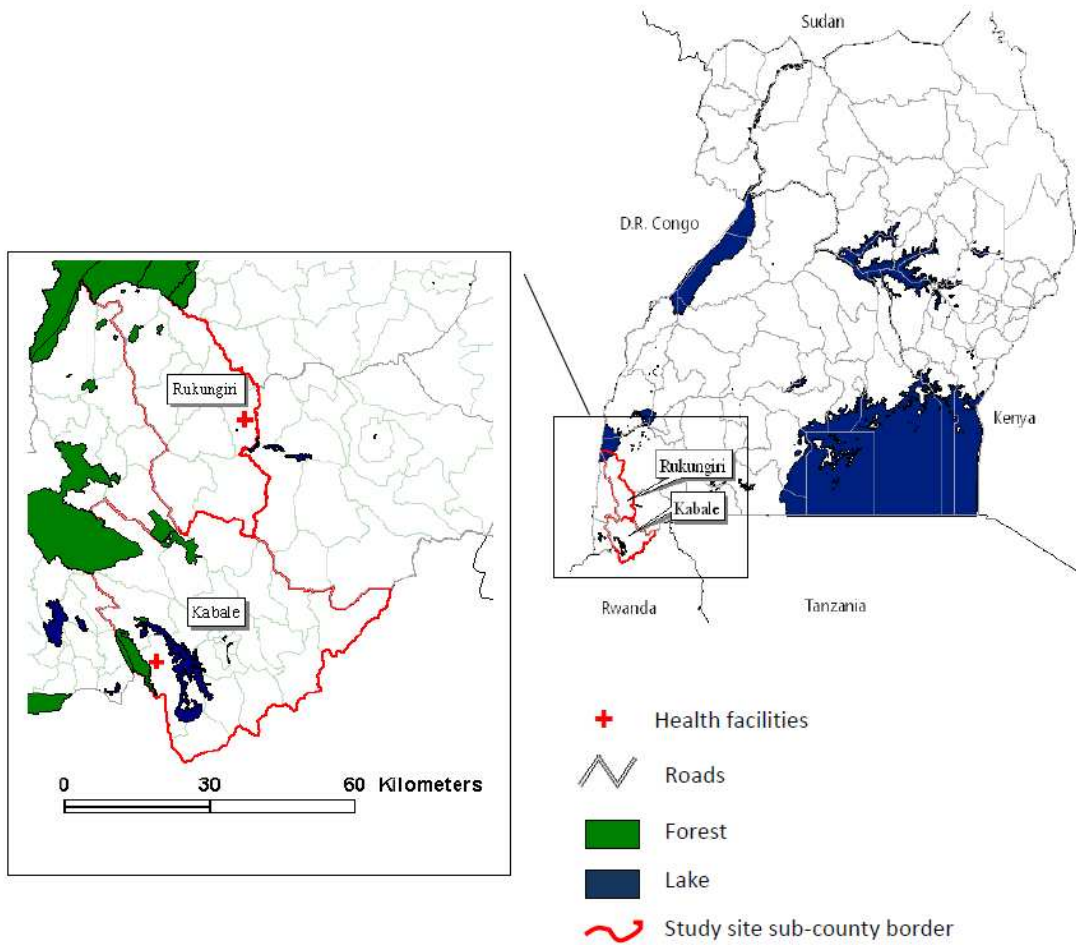 Sudan
D.R. Congo
Kenya
Rukungiri
Kabale
Rwanda
Tanzania
Rukungiri
Kabale
0 30 60 Kilometers
Health facilities
Roads
Forest
Lake
Study site sub-county border